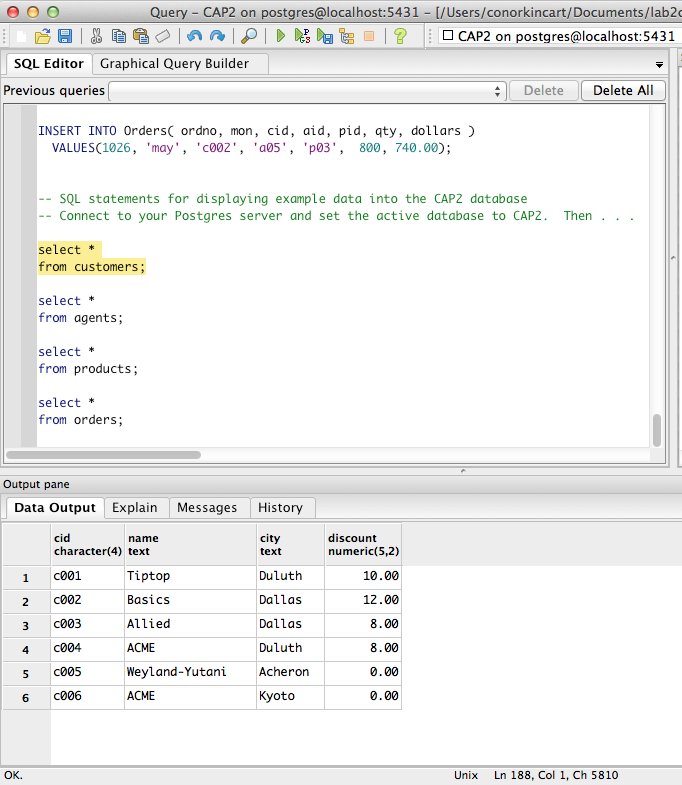 Query – CAP2 on postgres@localhost:5431 – [/Users/conorkincart/Documents/lab2
CAP2 on postgres@localhost:5431
SQL Editor Graphical Query Builder
Previous queries Delete Delete All
INSERT INTO Orders( ordno, mon, cid, aid, pid, qty, dollars )
VALUES(1026, 'may', 'c002', 'a05', 'p03', 800, 740.00);
-- SQL statements for displaying example data into the CAP2 database
-- Connect to your Postgres server and set the active database to CAP2. Then . . .
select *
from customers;
select *
from agents;
select *
from products;
select *
from orders;
Output pane
Data Output Explain Messages History
cid name city discount
character(4) text text numeric(5,2)
1 c001 Tiptop Duluth 10.00
2 c002 Basics Dallas 12.00
3 c003 Allied Dallas 8.00
4 c004 ACME Duluth 8.00
5 c005 Weyland-Yutani Acheron 0.00
6 c006 ACME Kyoto 0.00
OK. Unix Ln 188, Col 1, Ch 5810